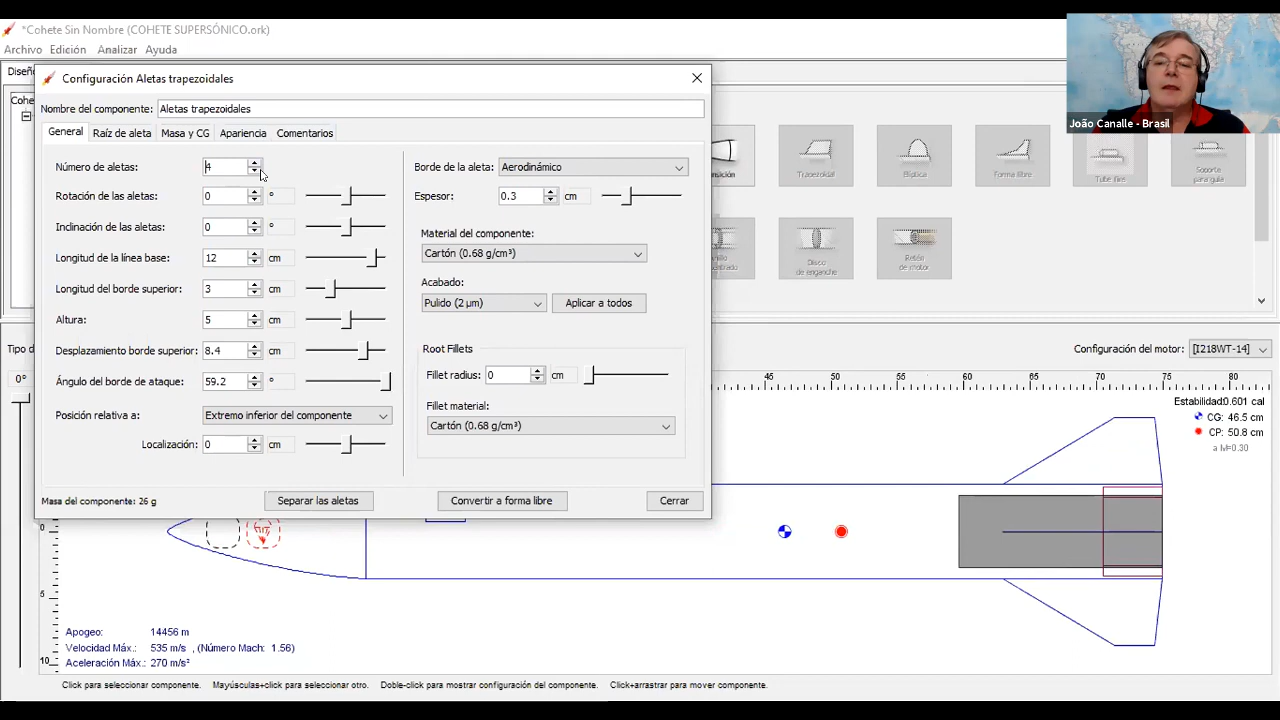 *Cohete Sin Nombre (COHETE SUPERSÓNICO.ork)
Archivo Edición Analizar Ayuda
Diseño
Cohe
Configuración Aletas trapezoidales
Nombre del componente: Aletas trapezoidales
General Raíz de aleta Masa y CG Apariencia Comentarios
Número de aletas: 4
Rotación de las aletas: 0 °
Inclinación de las aletas: 0 °
Longitud de la línea base: 12 cm
Longitud del borde superior: 3 cm
Altura: 5 cm
Desplazamiento borde superior: 8.4 cm
Ángulo del borde de ataque: 59.2 °
Posición relativa a: Extremo inferior del componente
Localización: 0 cm
Borde de la aleta: Aerodinámico
Espesor: 0.3 cm
Material del componente:
Cartón (0.68 g/cm³)
Acabado:
Pulido (2 µm) Aplicar a todos
Root Fillets
Fillet radius: 0 cm
Fillet material:
Cartón (0.68 g/cm³)
Masa del componente: 26 g
Separar las aletas Convertir a forma libre Cerrar
João Canalle - Brasil
nsición Trapezoidal Elíptica Forma libre Tube fins Soporte para guía
Disco de enganche
Retén de motor
Tipo d
0°
Configuración del motor: [I218WT-14]
45 50 55 60 65 70 75 80
Estabilidad:0.601 cal
CG: 46.5 cm
CP: 50.8 cm
a M=0.30
0
5
10
Apogeo: 14456 m
Velocidad Máx.: 535 m/s , (Número Mach: 1.56)
Aceleración Máx.: 270 m/s²
Click para seleccionar componente. Mayúsculas+click para seleccionar otro. Doble-click para mostrar configuración del componente. Click+arrastrar para mover componente.